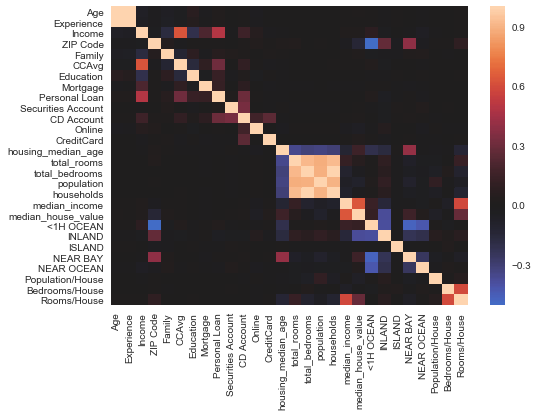 Age
Experience
Income
ZIP Code
Family
CCAvg
Education
Mortgage
Personal Loan
Securities Account
CD Account
Online
CreditCard
housing_median_age
total_rooms
total_bedrooms
population
households
median_income
median_house_value
<1H OCEAN
INLAND
ISLAND
NEAR BAY
NEAR OCEAN
Population/House
Bedrooms/House
Rooms/House
Age
Experience
Income
ZIP Code
Family
CCAvg
Education
Mortgage
Personal Loan
Securities Account
CD Account
Online
CreditCard
housing_median_age
total_rooms
total_bedrooms
population
households
median_income
median_house_value
<1H OCEAN
INLAND
ISLAND
NEAR BAY
NEAR OCEAN
Population/House
Bedrooms/House
Rooms/House
0.9
0.6
0.3
0.0
−0.3